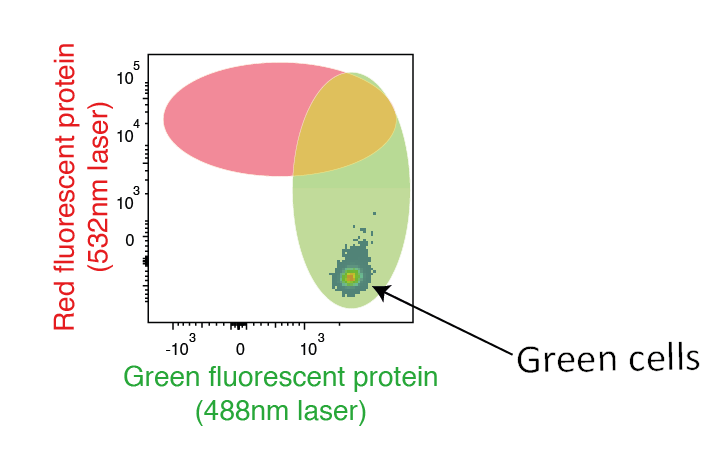 Red fluorescent protein
(532nm laser)
10^5
10^4
10^3
0
-10^3
0
10^3
Green fluorescent protein
(488nm laser)
Green cells